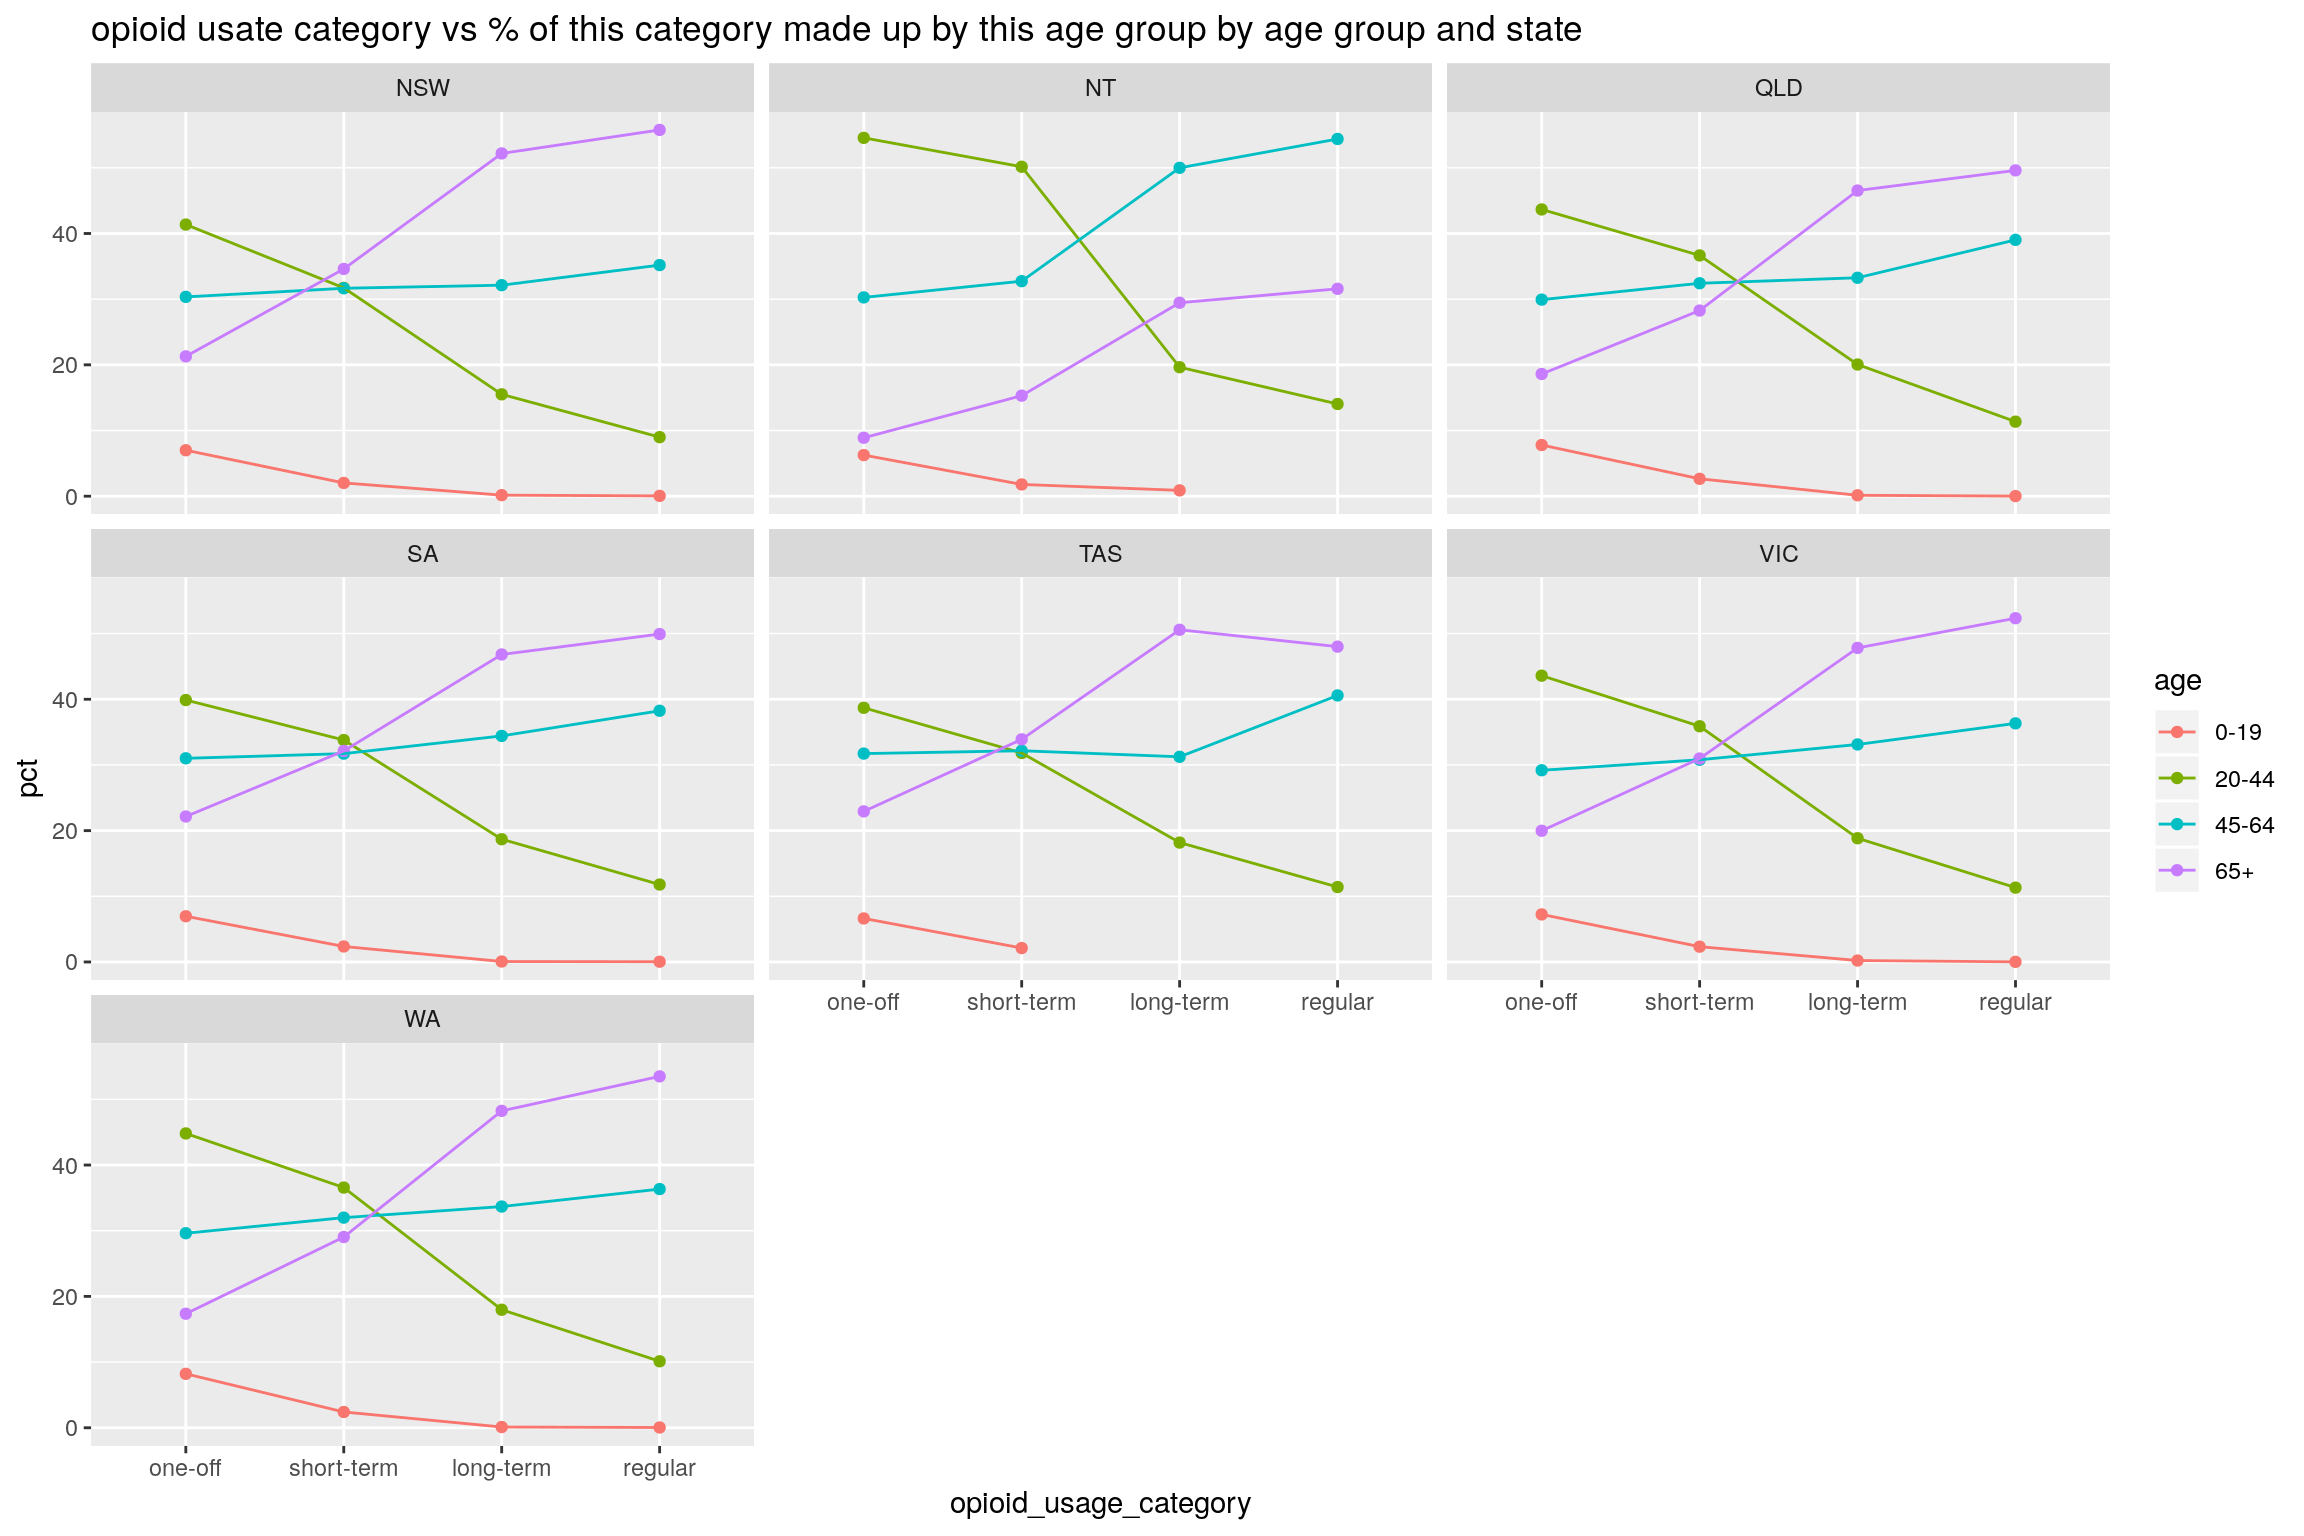 opioid usate category vs % of this category made up by this age group by age group and state
NSW
NT
QLD
40
20
0
SA
TAS
VIC
40
20
0
one-off short-term long-term regular
one-off short-term long-term regular
WA
40
20
0
one-off short-term long-term regular
pct
opioid_usage_category
age
0-19
20-44
45-64
65+